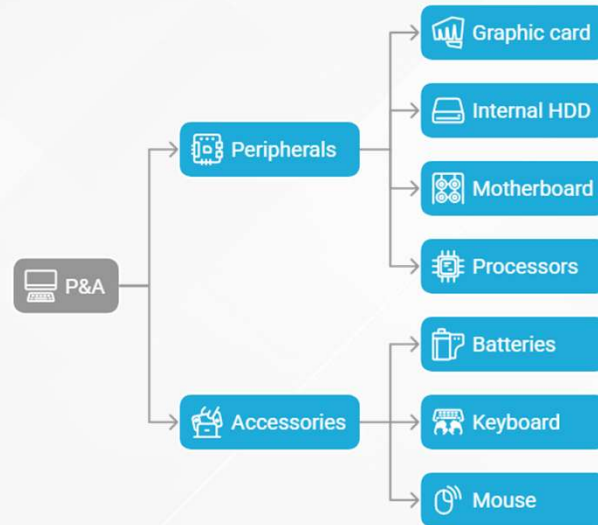 Graphic card
Internal HDD
Peripherals
Motherboard
Processors
P&A
Batteries
Accessories
Keyboard
Mouse